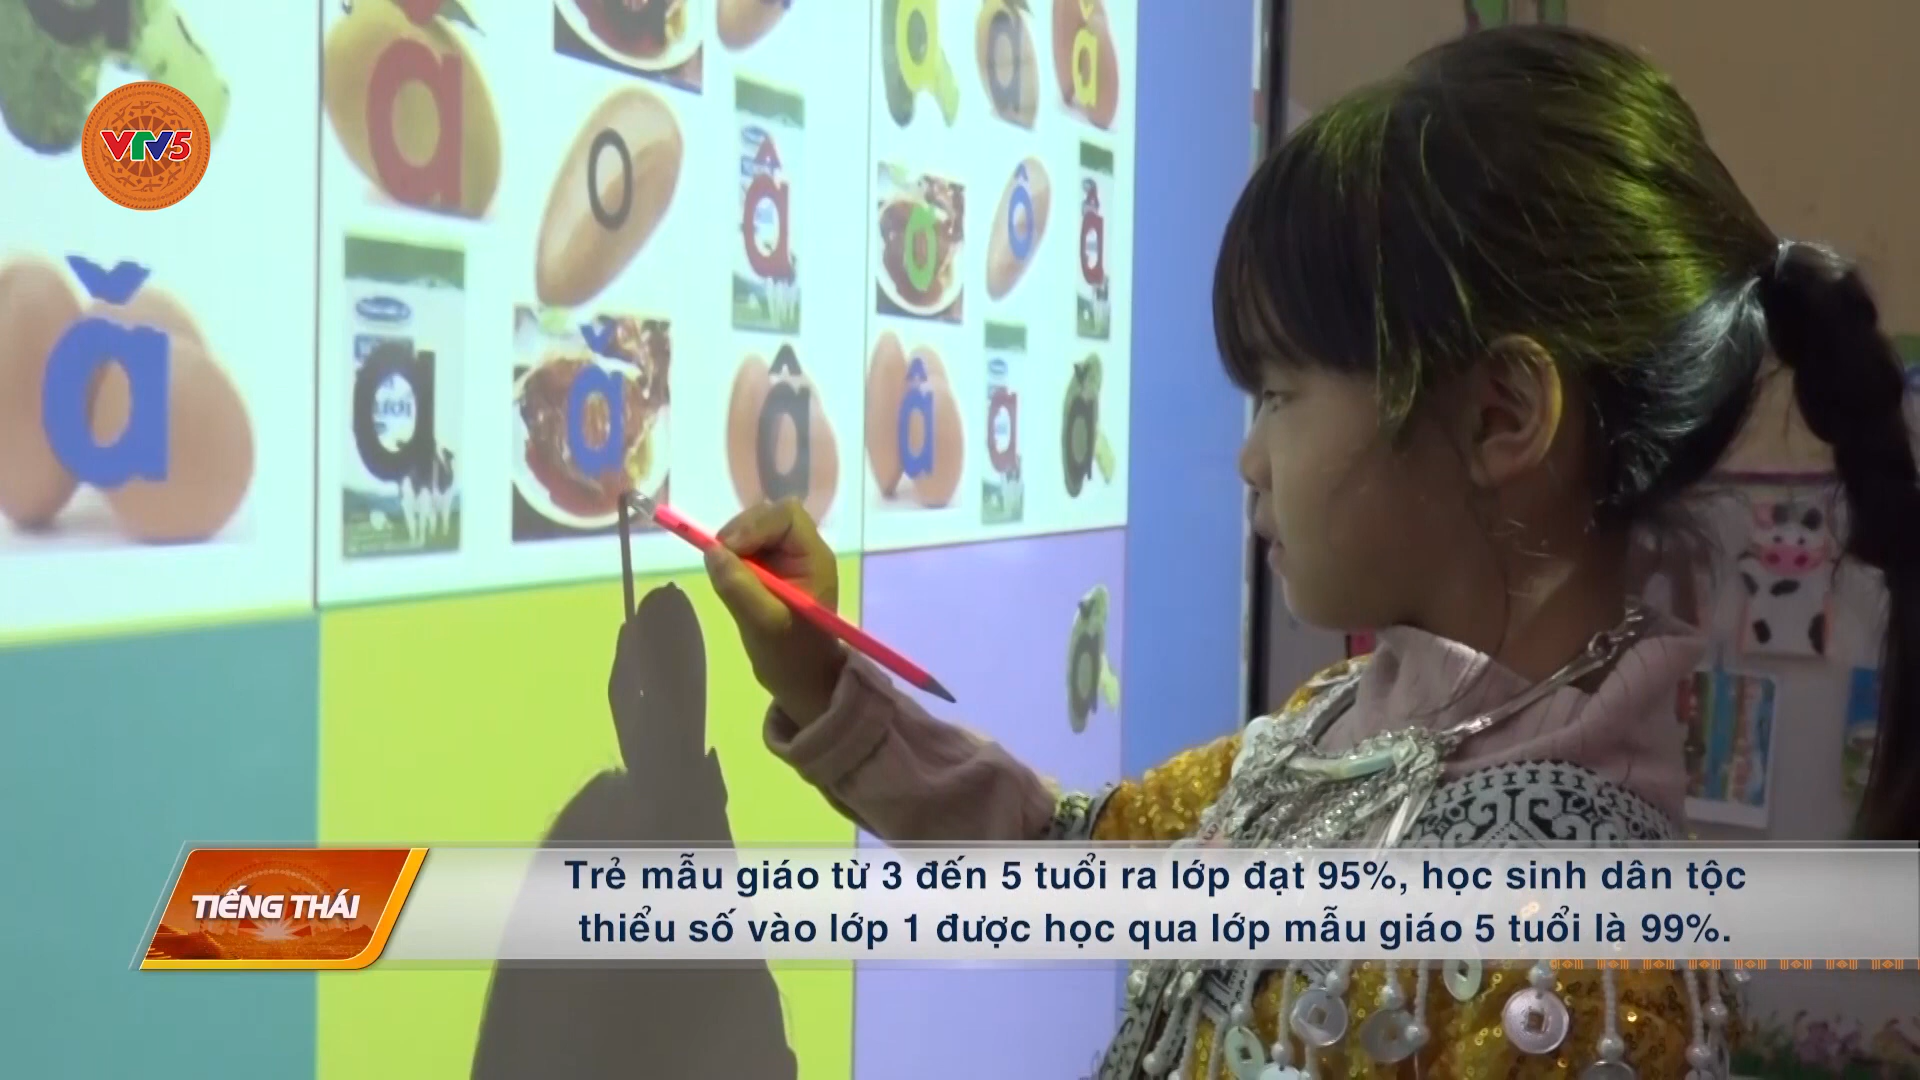 VTV5
a
ă
o
â
a
ă
â
ă
a
ă
â
ô
ô
â
â
a
a
a
TIẾNG THÁI
Trẻ mẫu giáo từ 3 đến 5 tuổi ra lớp đạt 95%, học sinh dân tộc
thiểu số vào lớp 1 được học qua lớp mẫu giáo 5 tuổi là 99%.